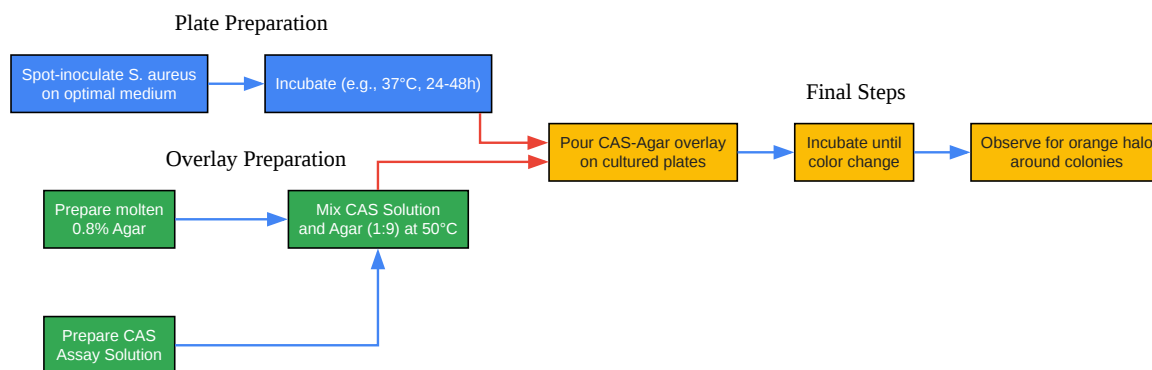 Plate Preparation
Spot-inoculate S. aureus
on optimal medium
Incubate (e.g., 37°C, 24-48h)
Overlay Preparation
Prepare molten
0.8% Agar
Mix CAS Solution
and Agar (1:9) at 50°C
Prepare CAS
Assay Solution
Final Steps
Pour CAS-Agar overlay
on cultured plates
Incubate until
color change
Observe for orange halo
around colonies